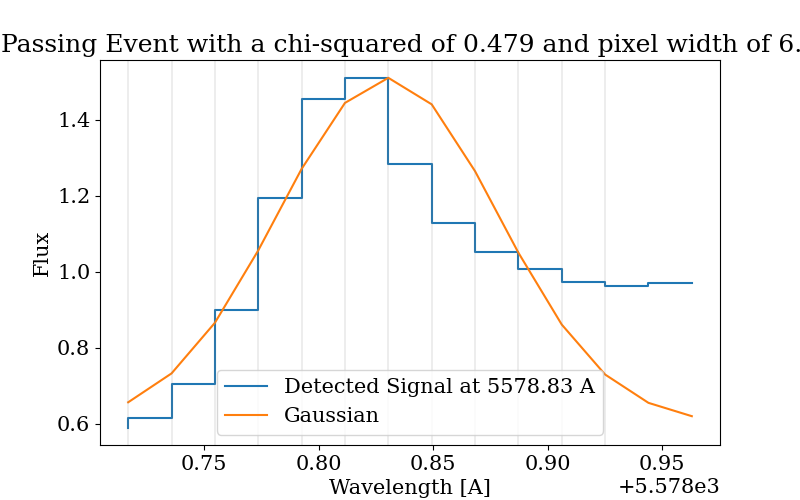 Passing Event with a chi-squared of 0.479 and pixel width of 6.
Flux
1.4
1.2
1.0
0.8
0.6
Detected Signal at 5578.83 A
Gaussian
0.75 0.80 0.85 0.90 0.95
Wavelength [A]
+5.578e3